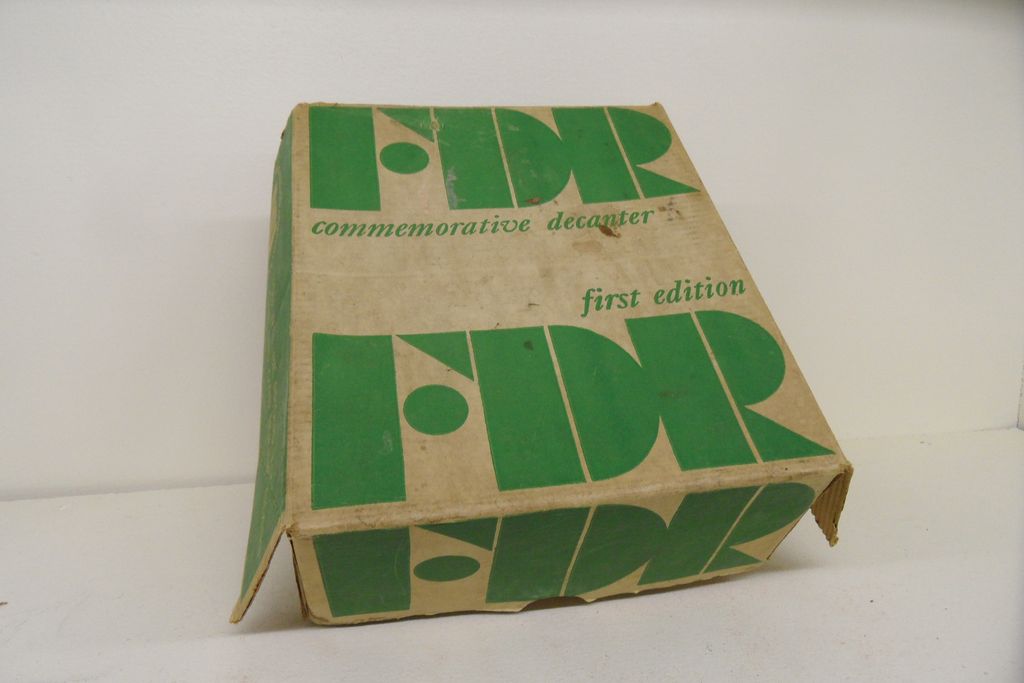 FDR
commemorative decanter
first edition
FDR
FDR